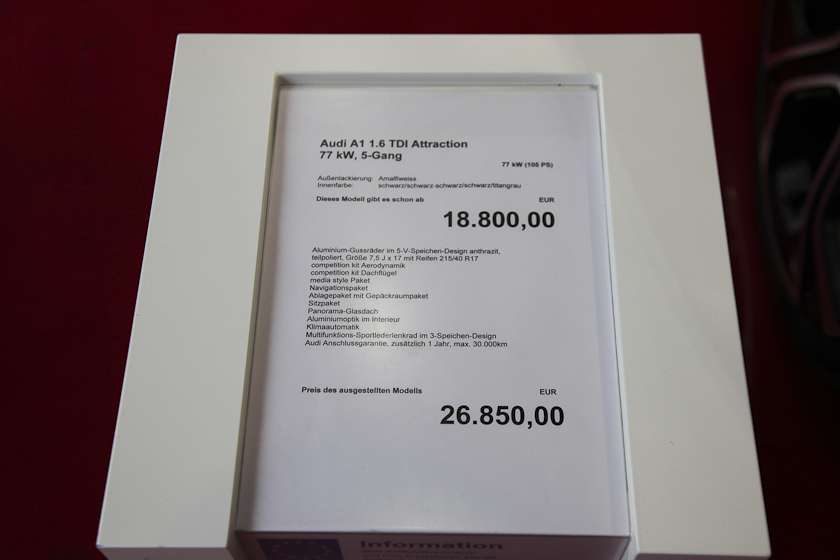 Audi A1 1.6 TDI Attraction
77 kW, 5-Gang
77 kW (105 PS)
Außenlackierung: Amalfiweiss
Innenfarbe: schwarz/schwarz-schwarz/schwarz/titangrau
Dieses Modell gibt es schon ab EUR
18.800,00
Aluminium-Gussräder im 5-V-Speichen-Design anthrazit,
teilpoliert, Größe 7,5 J x 17 mit Reifen 215/40 R17
competition kit Aerodynamik
competition kit Dachflügel
media style Paket
Navigationspaket
Ablagepaket mit Gepäckraumpaket
Sitzpaket
Panorama-Glasdach
Aluminiumoptik im Interieur
Klimaautomatik
Multifunktions-Sportlederlenkrad im 3-Speichen-Design
Audi Anschlussgarantie, zusätzlich 1 Jahr, max. 30.000km
Preis des ausgestellten Modells EUR
26.850,00
Information